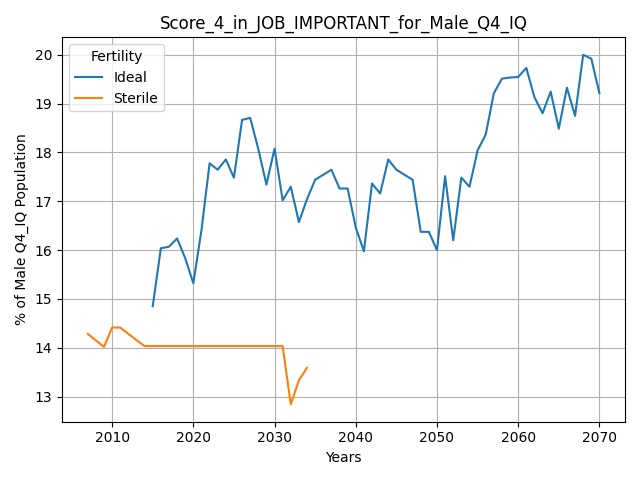 Score_4_in_JOB_IMPORTANT_for_Male_Q4_IQ
Fertility
Ideal
Sterile
% of Male Q4_IQ Population
20
19
18
17
16
15
14
13
2010 2020 2030 2040 2050 2060 2070
Years